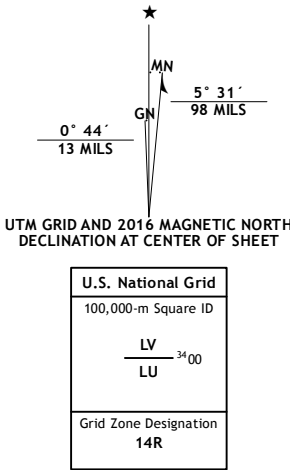 ★
MN
GN
5° 31´
98 MILS
0° 44´
13 MILS
UTM GRID AND 2016 MAGNETIC NORTH
DECLINATION AT CENTER OF SHEET
U.S. National Grid
100,000-m Square ID
LV
3400
LU
Grid Zone Designation
14R